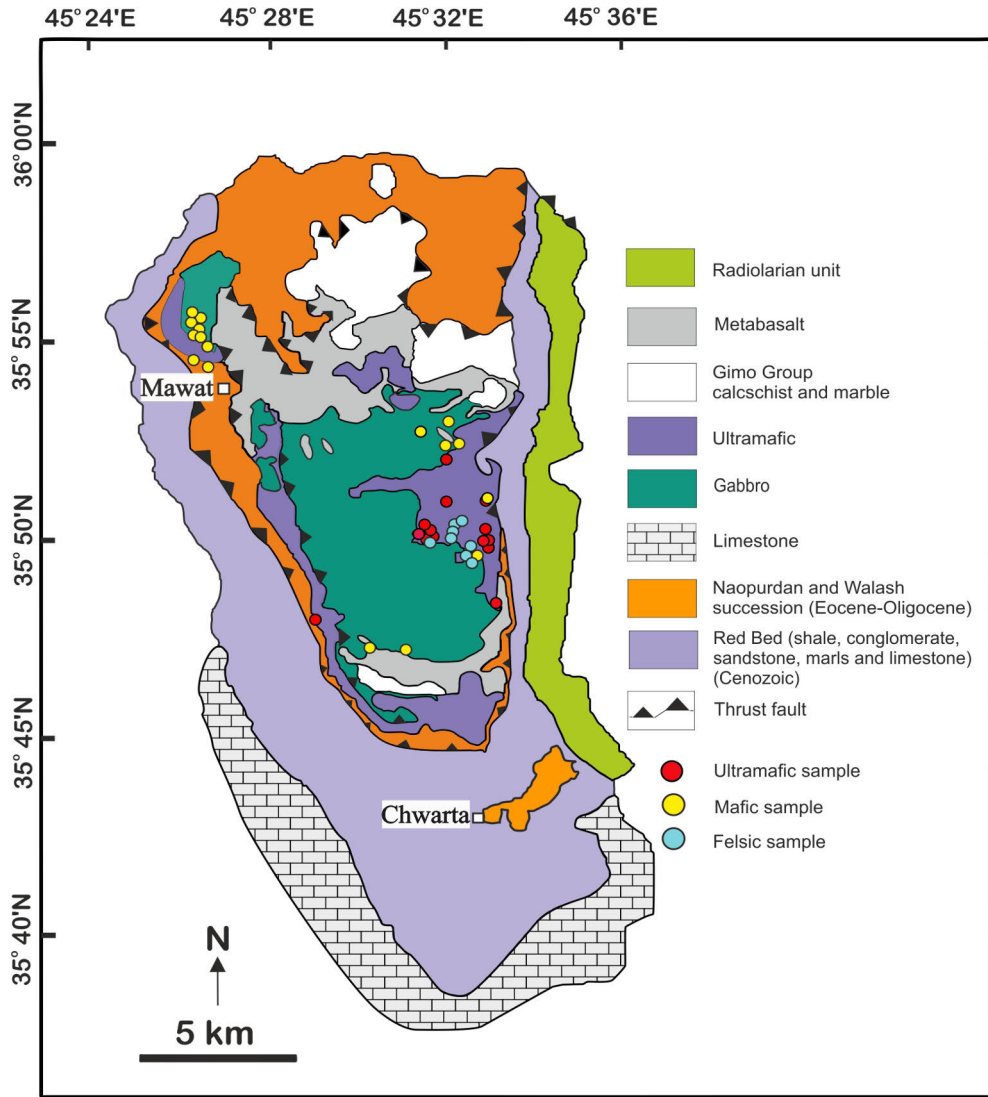 45° 24'E
45° 28'E
45° 32'E
45° 36'E
36° 00'N
35° 55'N
35° 50'N
35° 45'N
35° 40'N
Mawat
Chwarta
N
5 km
Radiolarian unit
Metabasalt
Gimo Group
calcschist and marble
Ultramafic
Gabbro
Limestone
Naopurdan and Walash
succession (Eocene-Oligocene)
Red Bed (shale, conglomerate,
sandstone, marls and limestone)
(Cenozoic)
Thrust fault
Ultramafic sample
Mafic sample
Felsic sample